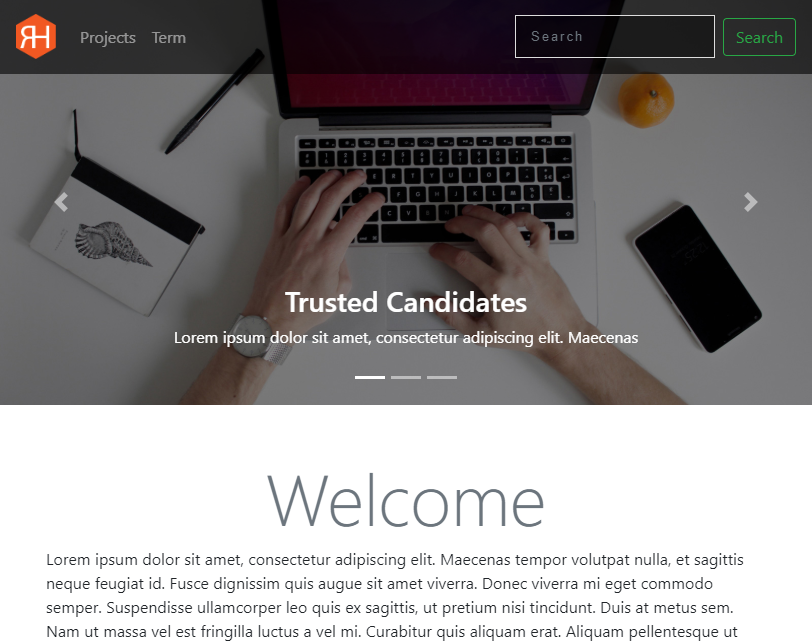 RH
Projects Term Search Search
Trusted Candidates
Lorem ipsum dolor sit amet, consectetur adipiscing elit. Maecenas
Welcome
Lorem ipsum dolor sit amet, consectetur adipiscing elit. Maecenas tempor volutpat nulla, et sagittis
neque feugiat id. Fusce dignissim quis augue sit amet viverra. Donec viverra mi eget commodo
semper. Suspendisse ullamcorper leo quis ex sagittis, ut pretium nisi tincidunt. Duis at metus sem.
Nam ut massa vel est fringilla luctus a vel mi. Curabitur quis aliquam erat. Aliquam pellentesque ut